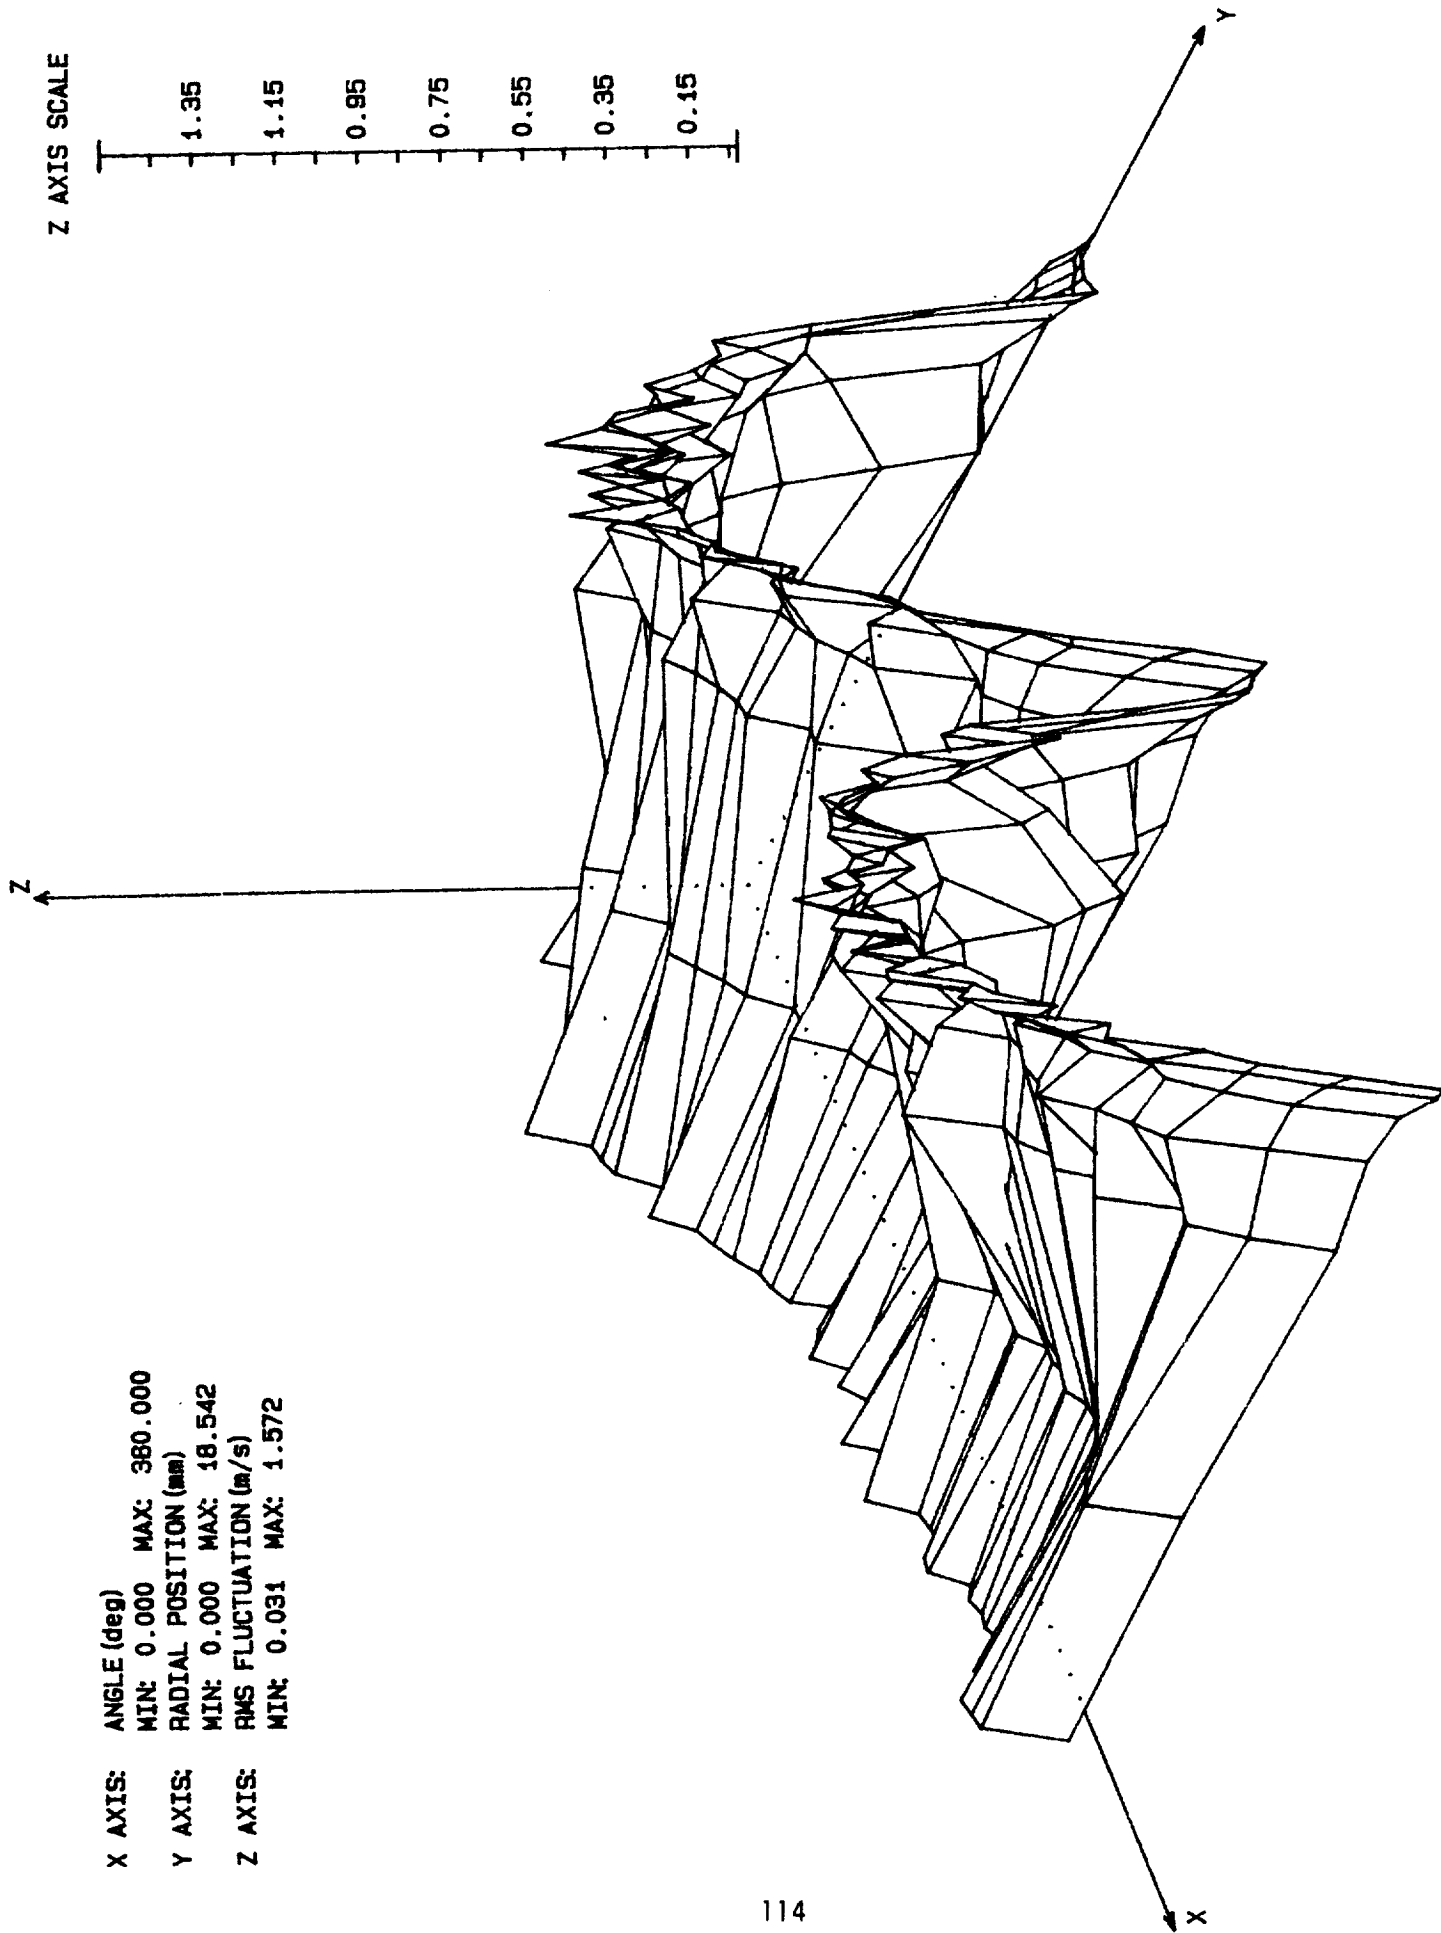 X AXIS: ANGLE (deg)
MIN: 0.000 MAX: 380.000
Y AXIS: RADIAL POSITION (mm)
MIN: 0.000 MAX: 18.542
Z AXIS: RMS FLUCTUATION (m/s)
MIN: 0.031 MAX: 1.572
Z AXIS SCALE
1.35
1.15
0.95
0.75
0.55
0.35
0.15
Z
X
Y
114